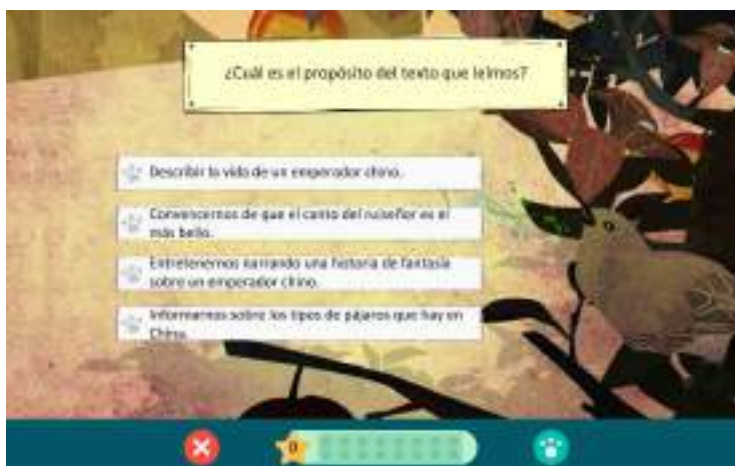 ¿Cuál es el propósito del texto que leímos?
Describir la vida de un emperador chino.
Convencernos de que el canto del ruiseñor es el
más bello.
Entretenernos narrando una historia de fantasía
sobre un emperador chino.
Informarnos sobre los tipos de pájaros que hay en
China.
0